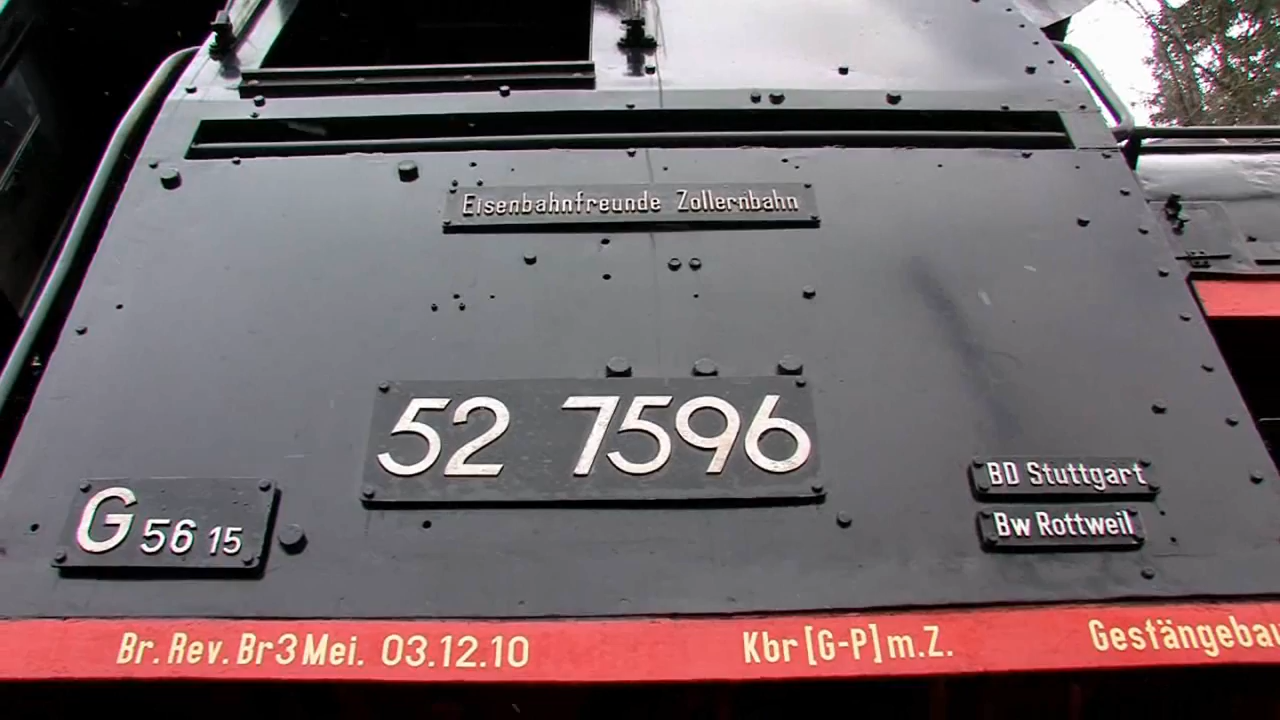 Eisenbahnfreunde Zollernbahn
52 7596
G 56 15
BD Stuttgart
Bw Rottweil
Br. Rev. Br3 Mei. 03.12.10
Kbr [G-P] m.Z.